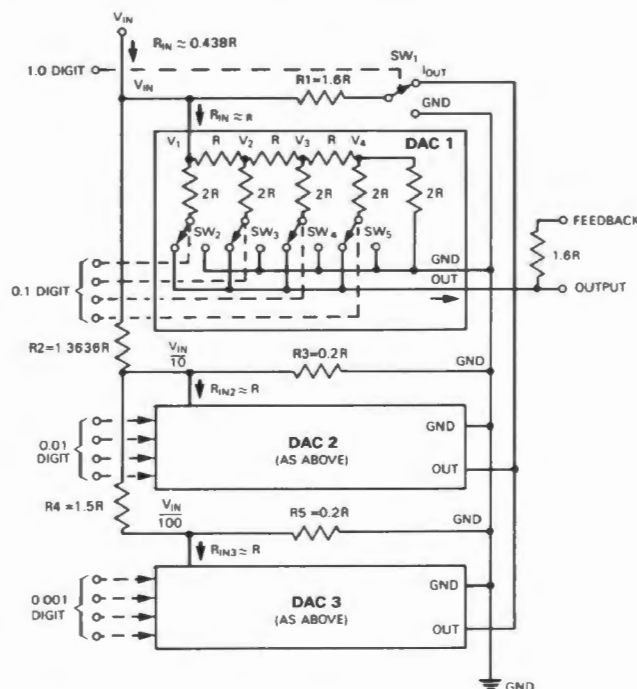 VIN
RIN ≈ 0.438R
SW1
1.0 DIGIT
IOUT
R1=1.6R
VIN
GND
RIN ≈ R
DAC 1
V1 R V2 R V3 R V4
2R 2R 2R 2R 2R
SW2 SW3 SW4 SW5
FEEDBACK
1.6R
GND
OUT
OUTPUT
0.1 DIGIT
R2=1.3636R
VIN
10
R3=0.2R
GND
RIN2 ≈ R
0.01
DIGIT
DAC 2
(AS ABOVE)
GND
OUT
R4=1.5R
VIN
100
R5=0.2R
GND
RIN3 ≈ R
0.001
DIGIT
DAC 3
(AS ABOVE)
GND
OUT
GND